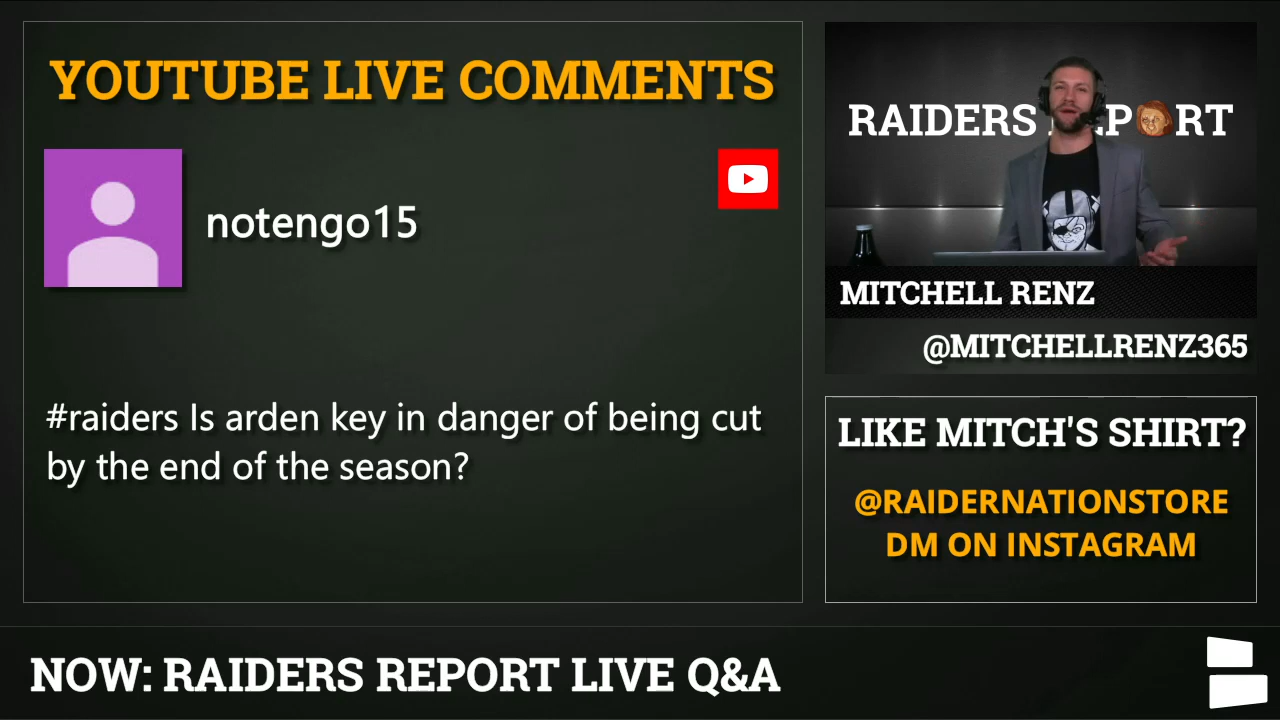 YOUTUBE LIVE COMMENTS
notengo15
#raiders Is arden key in danger of being cut
by the end of the season?
RAIDERS RT
MITCHELL RENZ
@MITCHELLRENZ365
LIKE MITCH'S SHIRT?
@RAIDERNATIONSTORE
DM ON INSTAGRAM
NOW: RAIDERS REPORT LIVE Q&A